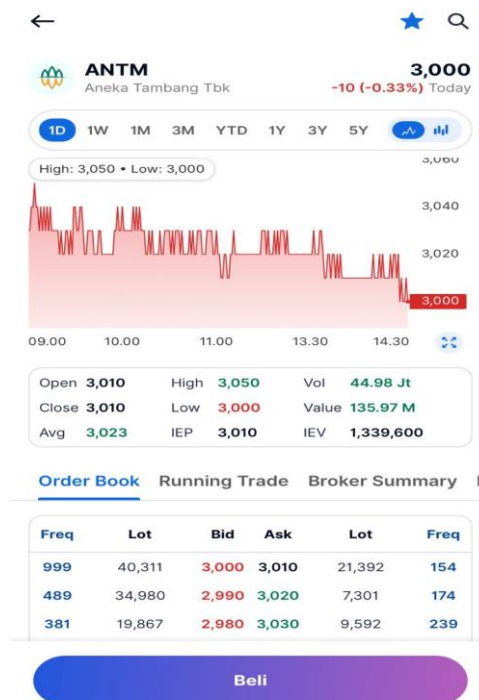 ANTM 3,000
Aneka Tambang Tbk -10 (-0.33%) Today
1D 1W 1M 3M YTD 1Y 3Y 5Y
High: 3,050 • Low: 3,000
3,060
3,040
3,020
3,000
09.00 10.00 11.00 13.30 14.30
Open 3,010 High 3,050 Vol 44.98 Jt
Close 3,010 Low 3,000 Value 135.97 M
Avg 3,023 IEP 3,010 IEV 1,339,600
Order Book Running Trade Broker Summary
Freq Lot Bid Ask Lot Freq
999 40,311 3,000 3,010 21,392 154
489 34,980 2,990 3,020 7,301 174
381 19,867 2,980 3,030 9,592 239
Beli